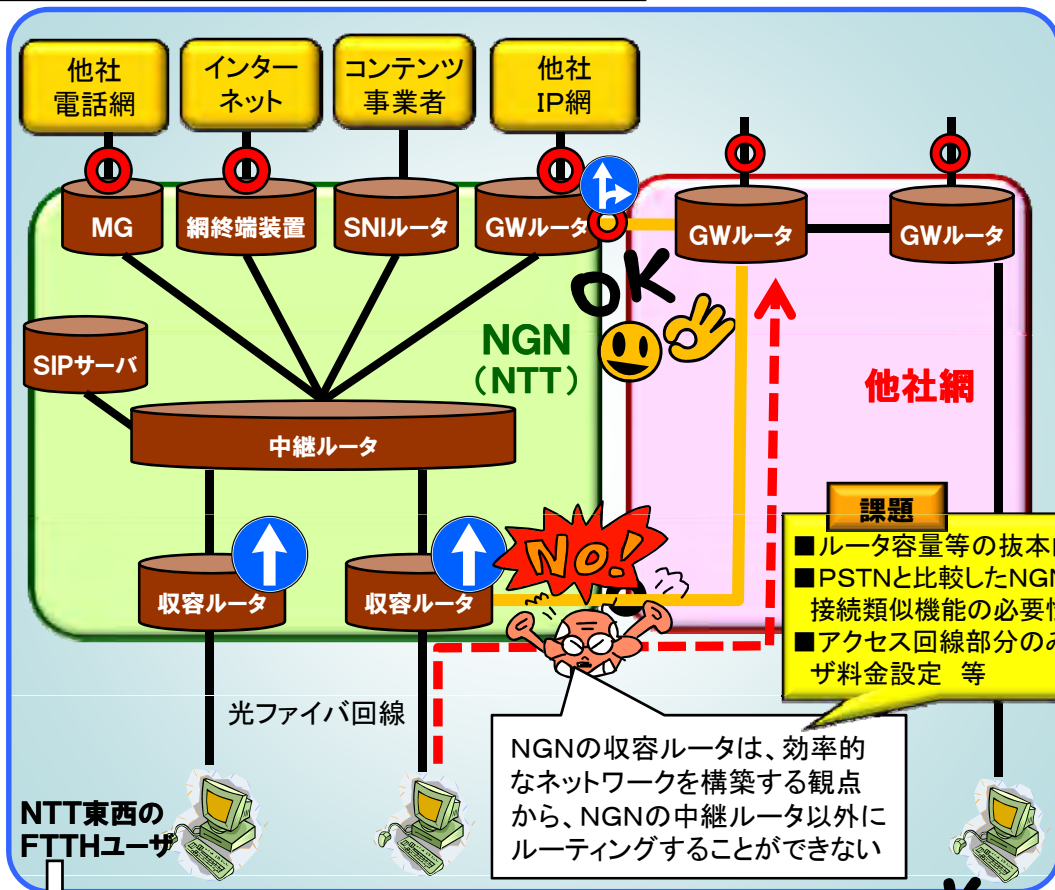 他社
電話網
インター
ネット
コンテンツ
事業者
他社
IP網
MG
網終端装置
SNIルータ
GWルータ
GWルータ
GWルータ
OK
SIPサーバ
NGN
(NTT)
他社網
中継ルータ
課題
■ルータ容量等の抜本
■PSTNと比較したNGN
接続類似機能の必要性
■アクセス回線部分のみ
ザ料金設定 等
No!
収容ルータ
収容ルータ
光ファイバ回線
NGNの収容ルータは、効率的
なネットワークを構築する観点
から、NGNの中継ルータ以外に
ルーティングすることができない
NTT東西の
FTTHユーザ